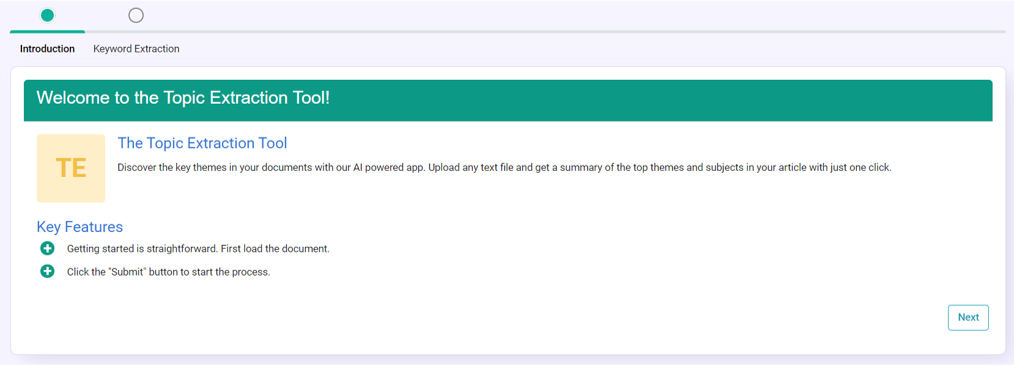 Introduction
Keyword Extraction
Welcome to the Topic Extraction Tool!
TE
The Topic Extraction Tool
Discover the key themes in your documents with our AI powered app. Upload any text file and get a summary of the top themes and subjects in your article with just one click.
Key Features
Getting started is straightforward. First load the document.
Click the "Submit" button to start the process.
Next